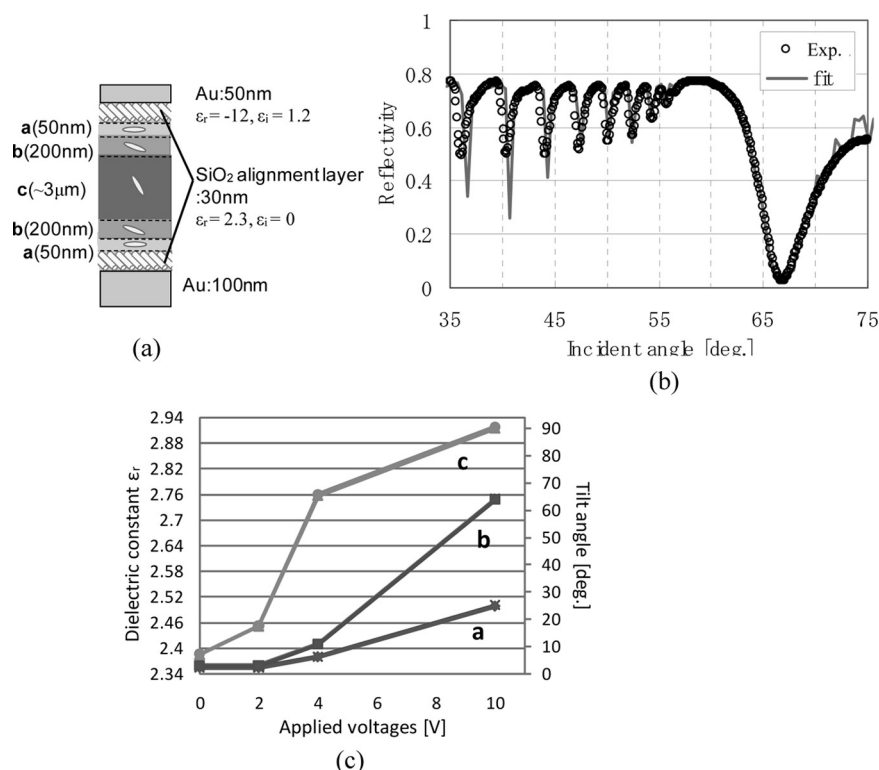 (a)
Au:50nm
εr= -12, εi= 1.2
a(50nm)
b(200nm)
c(~3μm)
b(200nm)
a(50nm)
SiO2 alignment layer
:30nm
εr= 2.3, εi= 0
Au:100nm
(a)
Reflectivity
1
0.8
0.6
0.4
0.2
0
35
45
55
65
75
Incident angle [deg.]
Exp.
fit
(b)
Dielectric constant εr
2.94
2.88
2.82
2.76
2.7
2.64
2.58
2.52
2.46
2.4
2.34
c
b
a
90
80
70
60
50
40
30
20
10
0
Tilt angle [deg.]
0
2
4
6
8
10
Applied voltages [V]
(c)